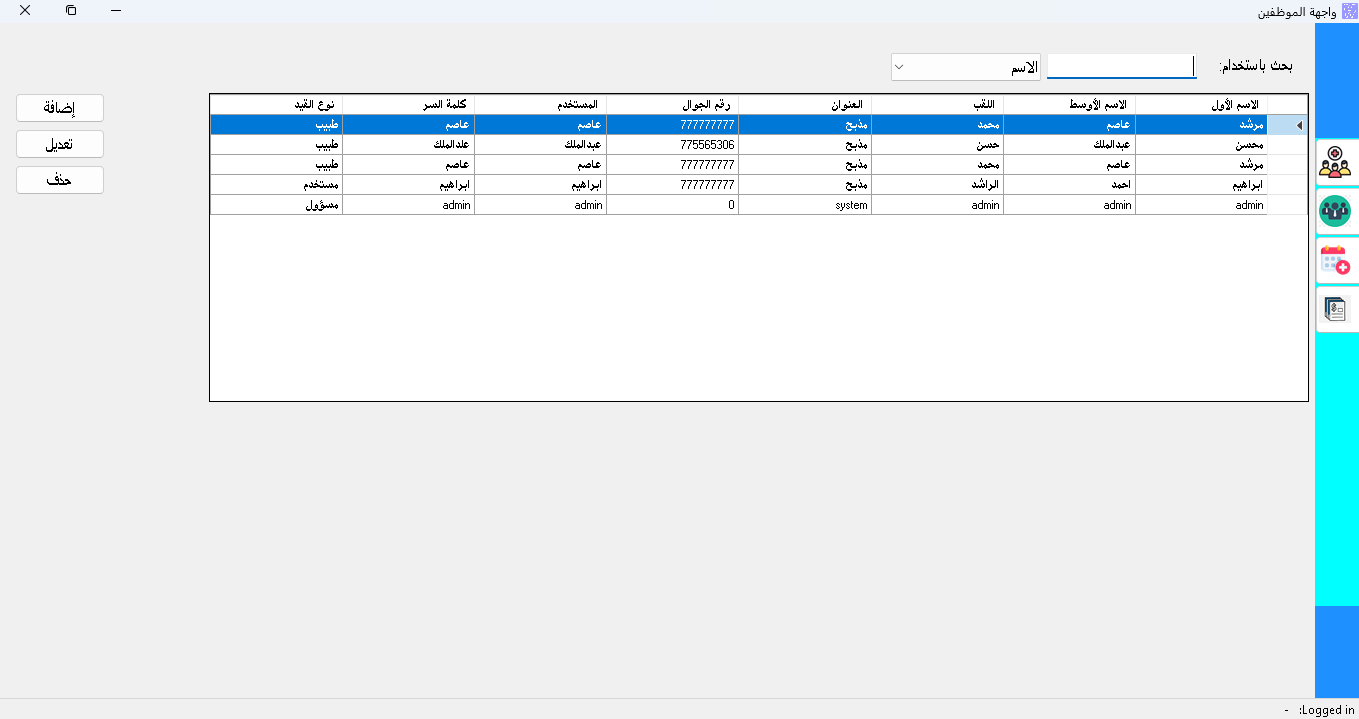 واجهة الموظفين
بحث باستخدام:
الاسم
الاسم الأول الاسم الأوسط اللقب العنوان رقم الجوال المستخدم كلمة السر نوع القيد
مرشد عاصم محمد مذبح 777777777 عاصم عاصم طبيب
محسن عبدالملك حسن مذبح 775565306 عبدالملك علدالملك طبيب
مرشد عاصم محمد مذبح 777777777 عاصم عاصم طبيب
ابراهيم احمد الراشد مذبح 777777777 ابراهيم ابراهيم مستخدم
admin admin admin system 0 admin admin مسؤول
إضافة
تعديل
حذف
Logged in: -